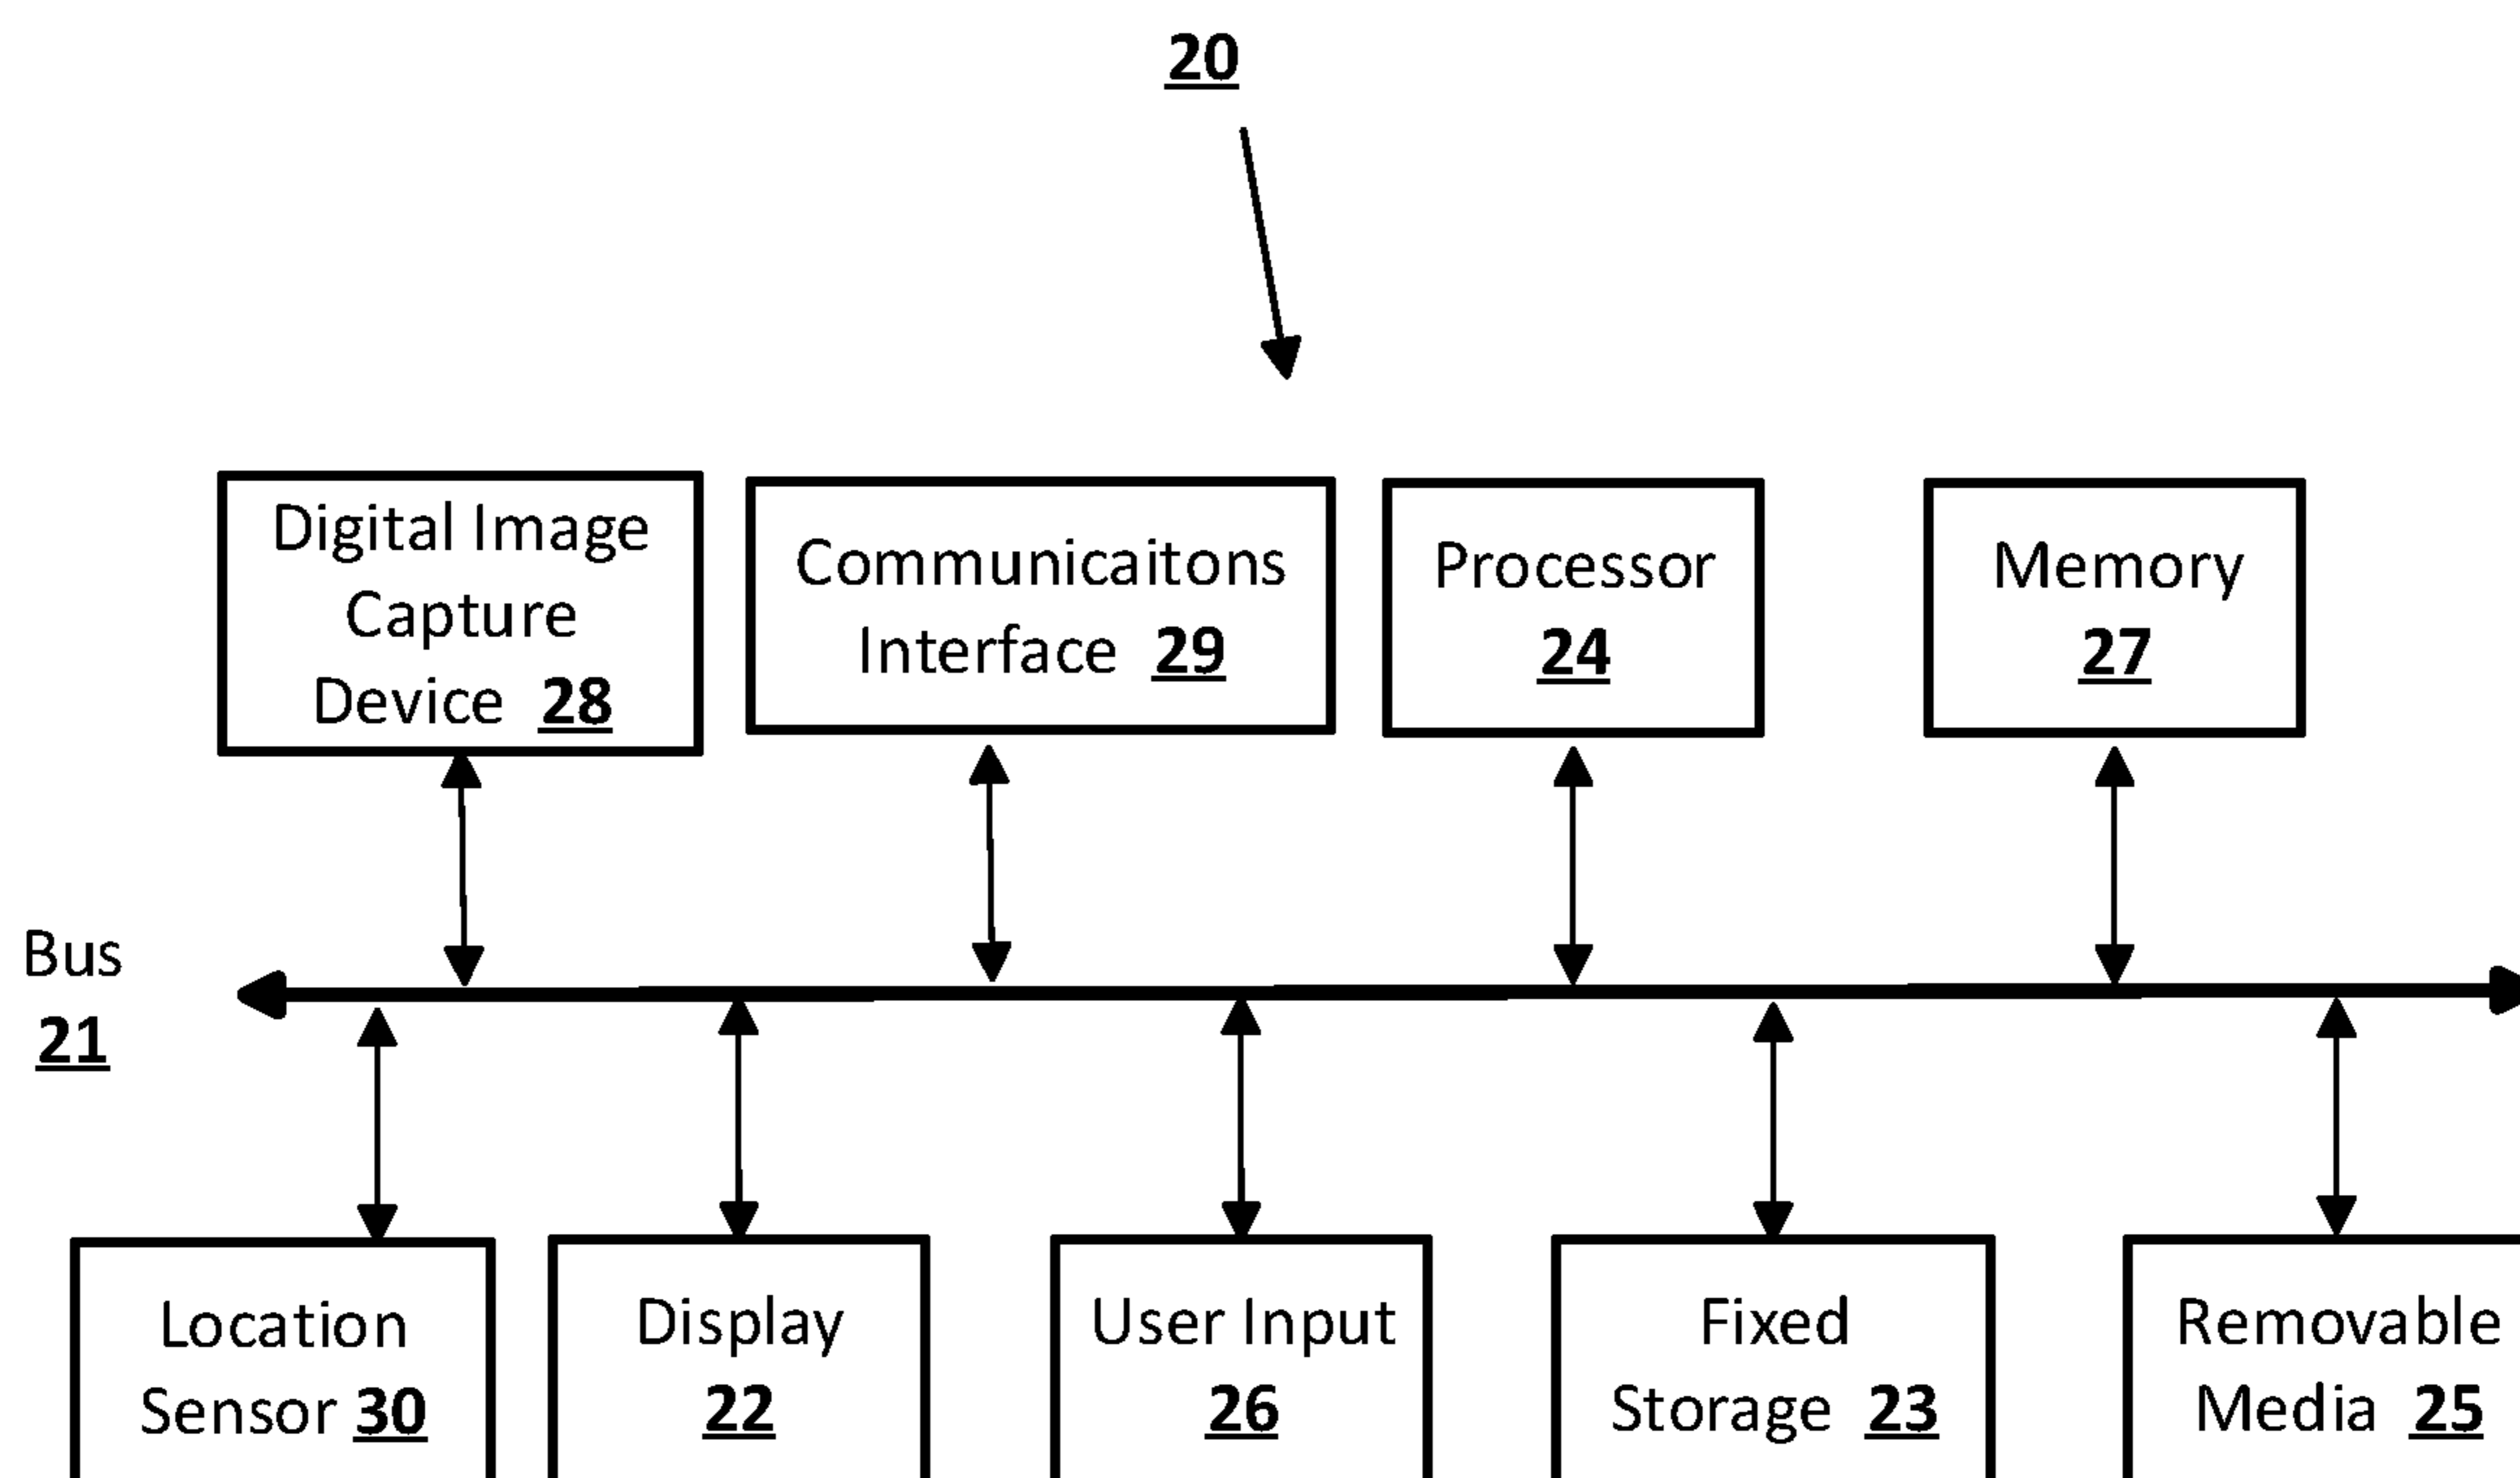 20
Digital Image
Capture
Device 28
Communicaitons
Interface 29
Processor
24
Memory
27
Bus
21
Location
Sensor 30
Display
22
User Input
26
Fixed
Storage 23
Removable
Media 25